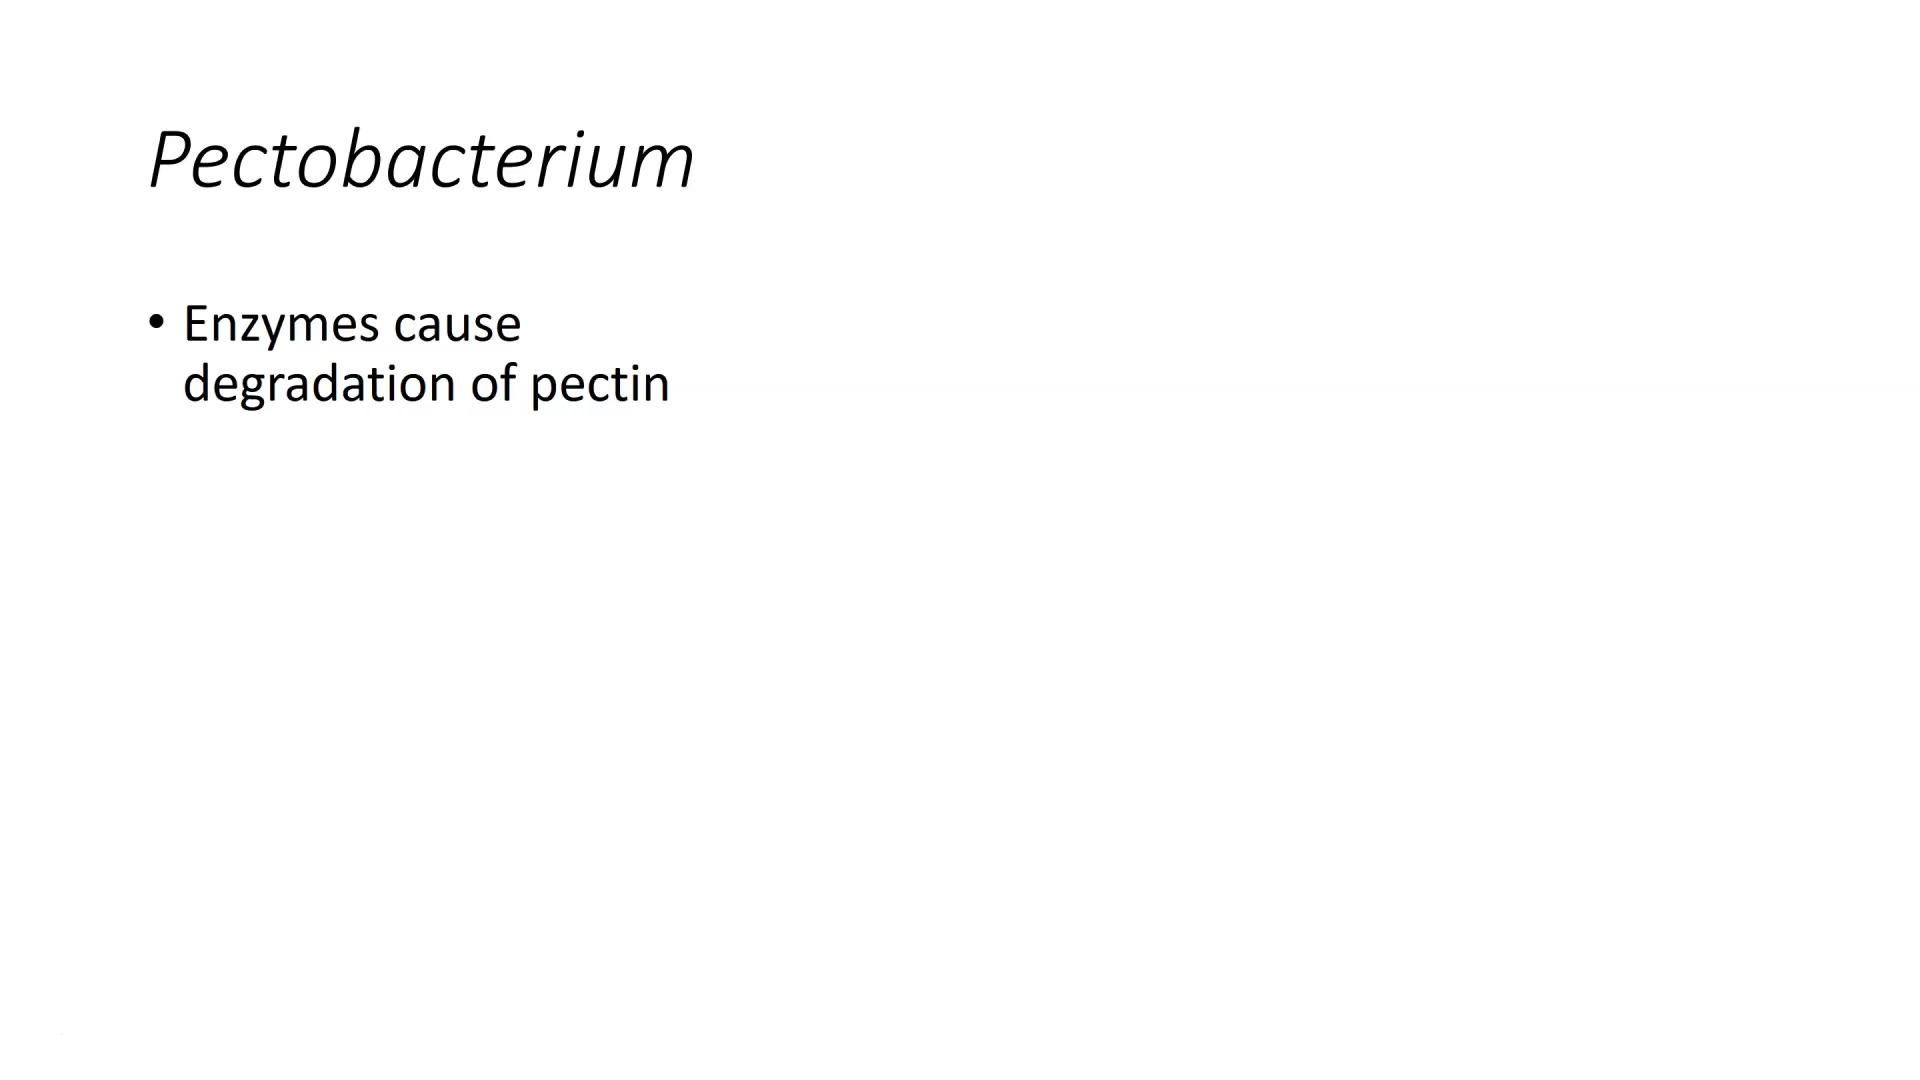 Pectobacterium
• Enzymes cause
degradation of pectin